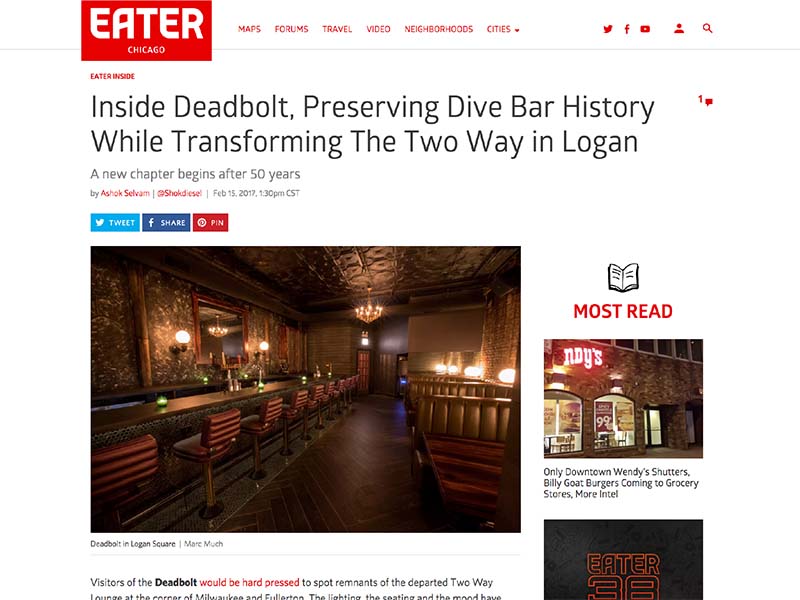 EATER
CHICAGO
MAPS FORUMS TRAVEL VIDEO NEIGHBORHOODS CITIES
EATER INSIDE
Inside Deadbolt, Preserving Dive Bar History
While Transforming The Two Way in Logan
1
A new chapter begins after 50 years
by Ashok Selvam | @Shokdiesel | Feb 15, 2017, 1:30pm CST
TWEET SHARE PIN
MOST READ
NDY'S
99¢
Only Downtown Wendy's Shutters,
Billy Goat Burgers Coming to Grocery
Stores, More Intel
Deadbolt in Logan Square | Marc Much
EATER
38
Visitors of the Deadbolt would be hard pressed to spot remnants of the departed Two Way
Lounge at the corner of Milwaukee and Fullerton. The lighting, the seating and the mood have